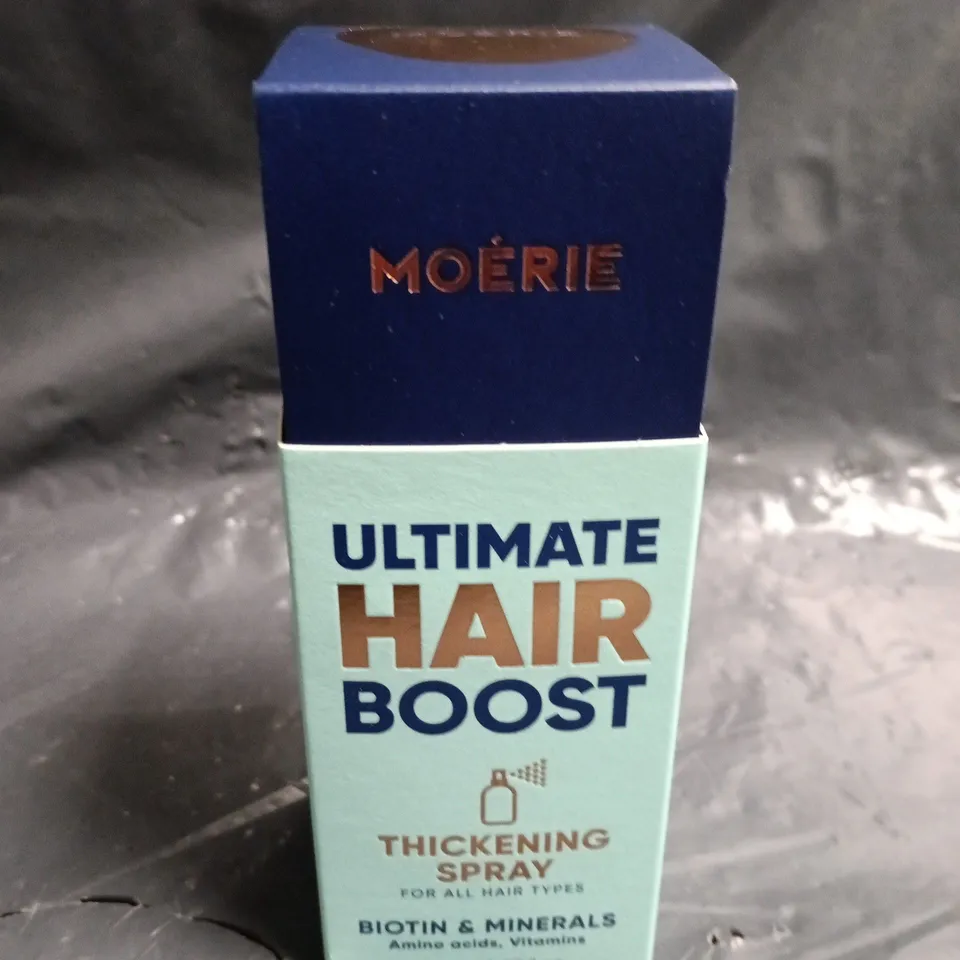 MOÉRIE
ULTIMATE
HAIR
BOOST
THICKENING
SPRAY
FOR ALL HAIR TYPES
BIOTIN & MINERALS
Amino acids, Vitamins